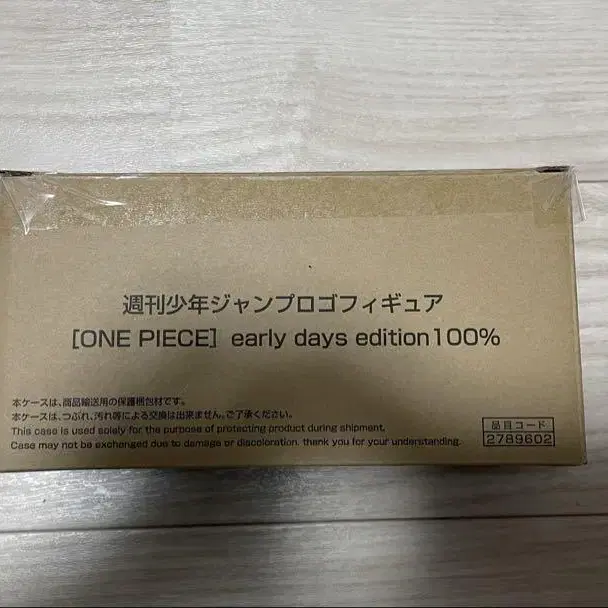 週刊少年ジャンプロゴフィギュア
[ONE PIECE] early days edition100%
本ケースは、商品輸送用の保護梱包材です。
本ケースは、つぶれ、汚れ等による交換は出来ません。ご了承ください。
This case is used solely for the purpose of protecting product during shipment.
Case may not be exchanged due to damage or discoloration. thank you for your understanding.
品目コード
2789602